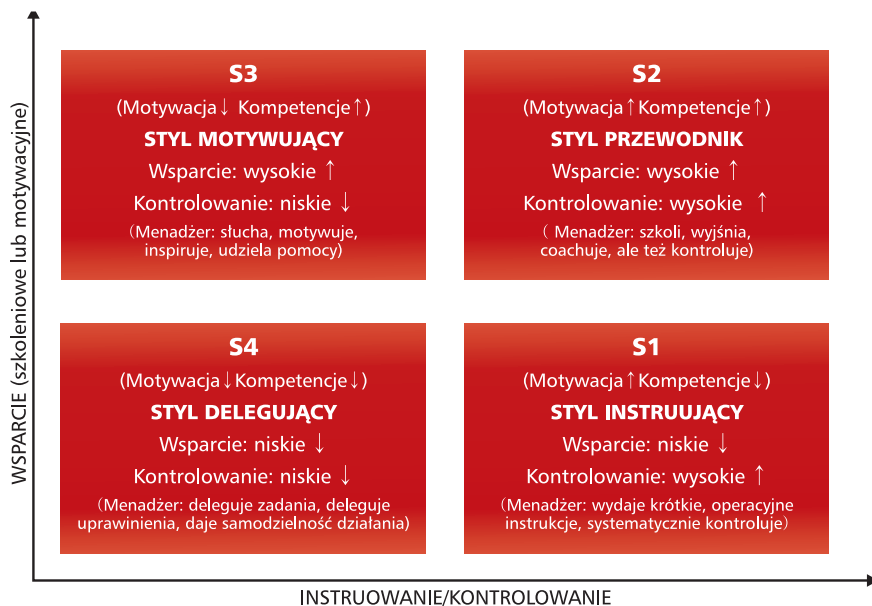 WSPARCIE (szkoleniowe lub motywacyjne)
S3
(Motywacja↓ Kompetencje↑)
STYL MOTYWUJĄCY
Wsparcie: wysokie ↑
Kontrolowanie: niskie ↓
(Menadżer: słucha, motywuje,
inspiruje, udziela pomocy)
S2
(Motywacja↑Kompetencje↑)
STYL PRZEWODNIK
Wsparcie: wysokie ↑
Kontrolowanie: wysokie ↑
( Menadżer: szkoli, wyjśnia,
coachuje, ale też kontroluje)
S4
(Motywacja↓Kompetencje↓)
STYL DELEGUJĄCY
Wsparcie: niskie ↓
Kontrolowanie: niskie ↓
(Menadżer: deleguje zadania, deleguje
uprawinienia, daje samodzielność działania)
S1
(Motywacja↑Kompetencje↓)
STYL INSTRUUJĄCY
Wsparcie: niskie ↓
Kontrolowanie: wysokie ↑
(Menadżer: wydaje krótkie, operacyjne
instrukcje, systematycznie kontroluje)
INSTRUOWANIE/KONTROLOWANIE